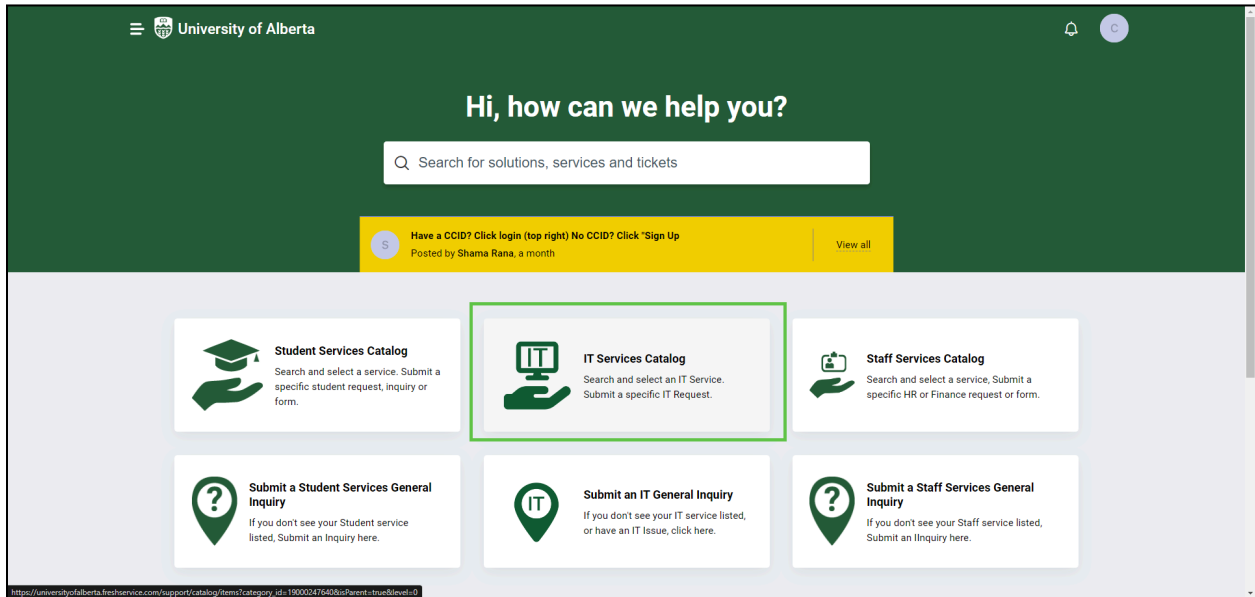 University of Alberta
C
Hi, how can we help you?
Search for solutions, services and tickets
S
Have a CCID? Click login (top right) No CCID? Click "Sign Up
Posted by Shama Rana, a month
View all
Student Services Catalog
Search and select a service. Submit a
specific student request, inquiry or
form.
IT
IT Services Catalog
Search and select an IT Service.
Submit a specific IT Request.
Staff Services Catalog
Search and select a service, Submit a
specific HR or Finance request or form.
?
Submit a Student Services General
Inquiry
If you don't see your Student service
listed, Submit an Inquiry here.
IT
Submit an IT General Inquiry
If you don't see your IT service listed,
or have an IT Issue, click here.
?
Submit a Staff Services General
Inquiry
If you don't see your Staff service listed,
Submit an IInquiry here.
https://universityofalberta.freshservice.com/support/catalog/items?category_id=19000247640&isParent=true&level=0